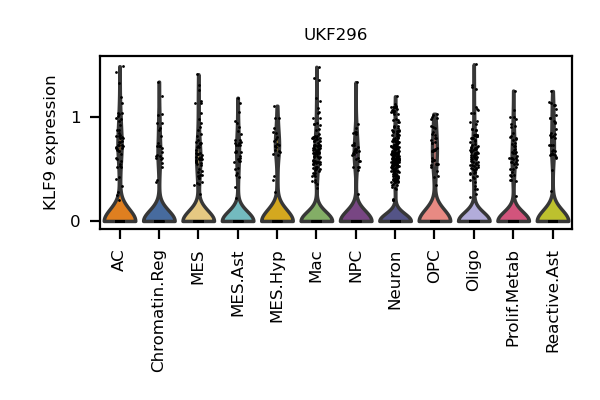 UKF296
KLF9 expression
1
0
AC
Chromatin.Reg
MES
MES.Ast
MES.Hyp
Mac
NPC
Neuron
OPC
Oligo
Prolif.Metab
Reactive.Ast